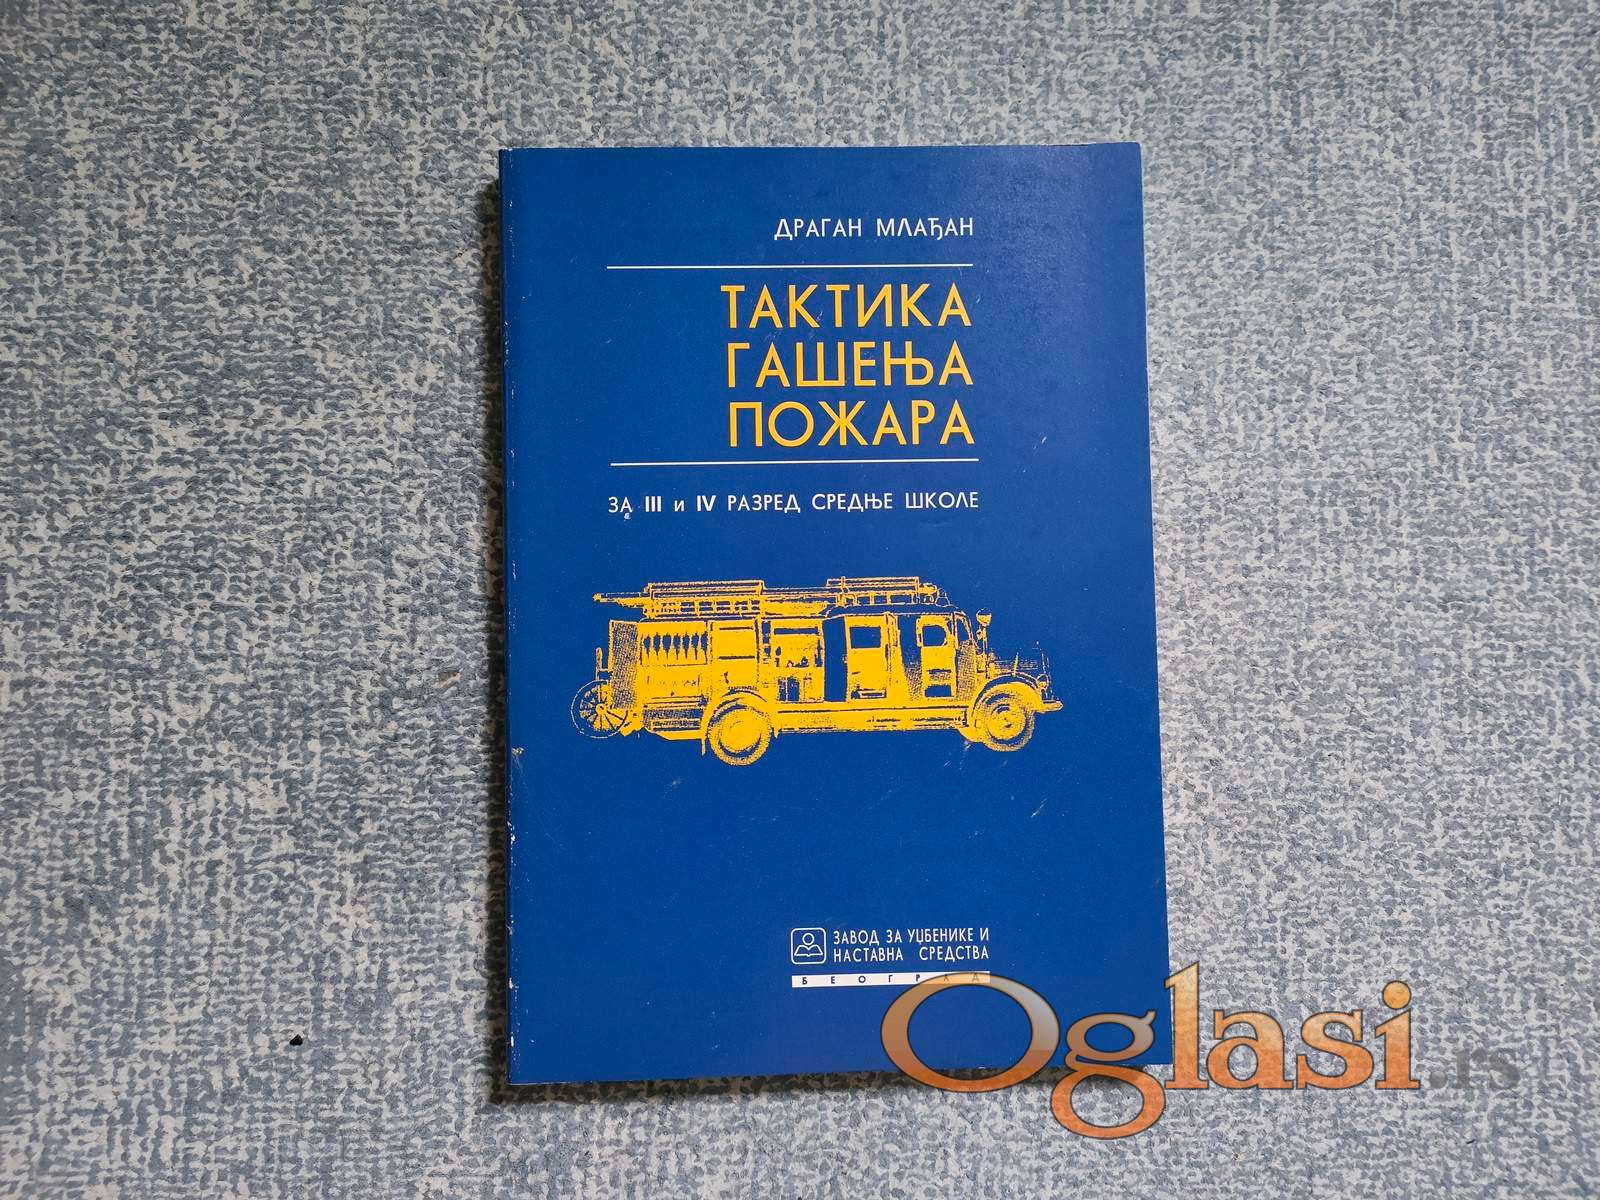 ДРАГАН МЛАЂАН
ТАКТИКА
ГАШЕЊА
ПОЖАРА
ЗА III и IV РАЗРЕД СРЕДЊЕ ШКОЛЕ
ЗАВОД ЗА УЏБЕНИКЕ И
НАСТАВНА СРЕДСТВА
БЕОГРАД
Oglasi.rs